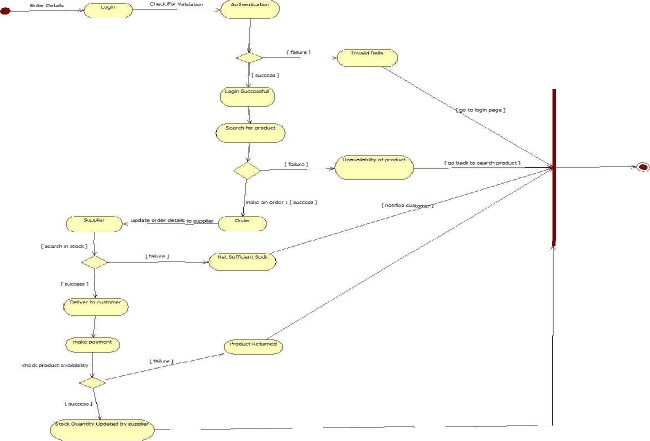 Enter Details
Login
Check For Validation
Authentication
[ failure ]
Invalid Data
[ success ]
Login Successfull
[ go to login page ]
Search for product
[ failure ]
Unavailability of product
[ go back to search product ]
make an order : [ success ]
[ notifies customer ]
Supplier
update order details to supplier
Order
[ search in stock ]
[ failure ]
Not Sufficient Stock
[ success ]
Deliver to customer
make payment
Product Returned
check product availability
[ failure ]
[ success ]
Stock Quantity Updated by supplier